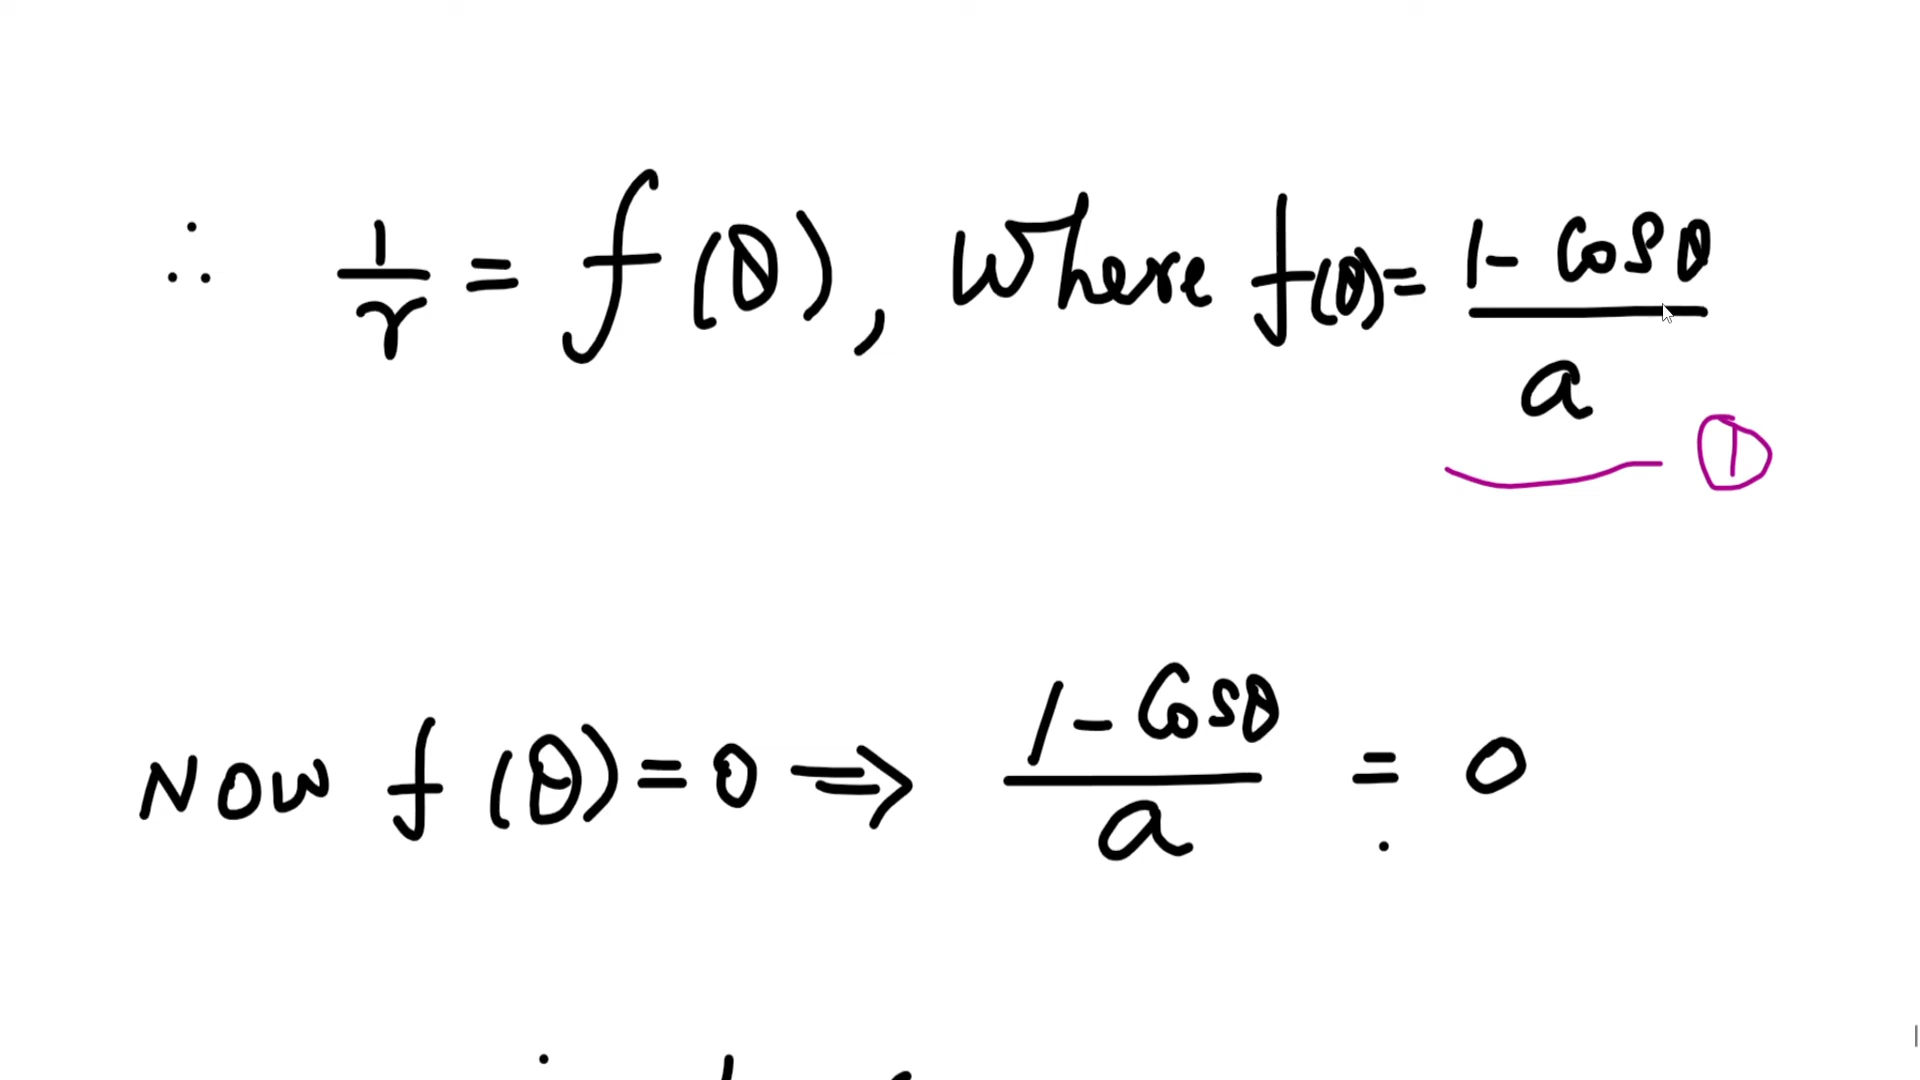 ∴ 1/r = f(θ), Where f(θ) = (1 - Cosθ)/a
①
NOW f(θ) = 0 ⇒ (1 - Cosθ)/a = 0